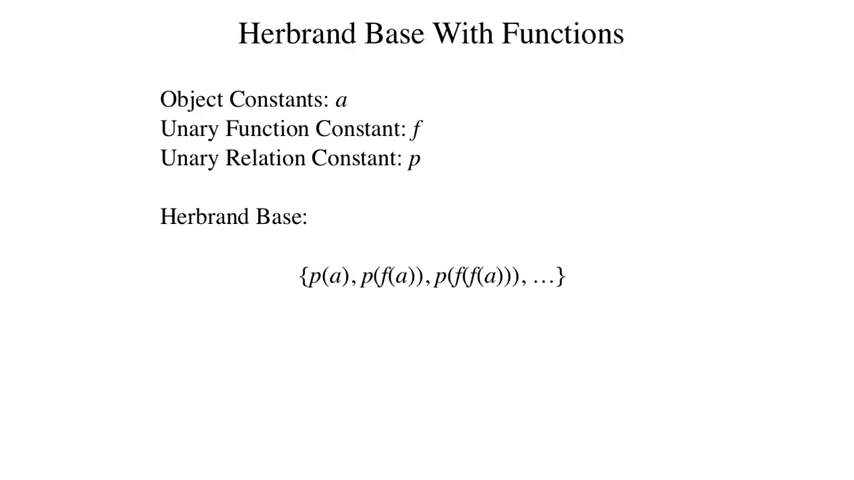 Herbrand Base With Functions
Object Constants: a
Unary Function Constant: f
Unary Relation Constant: p
Herbrand Base:
{p(a), p(f(a)), p(f(f(a))), …}